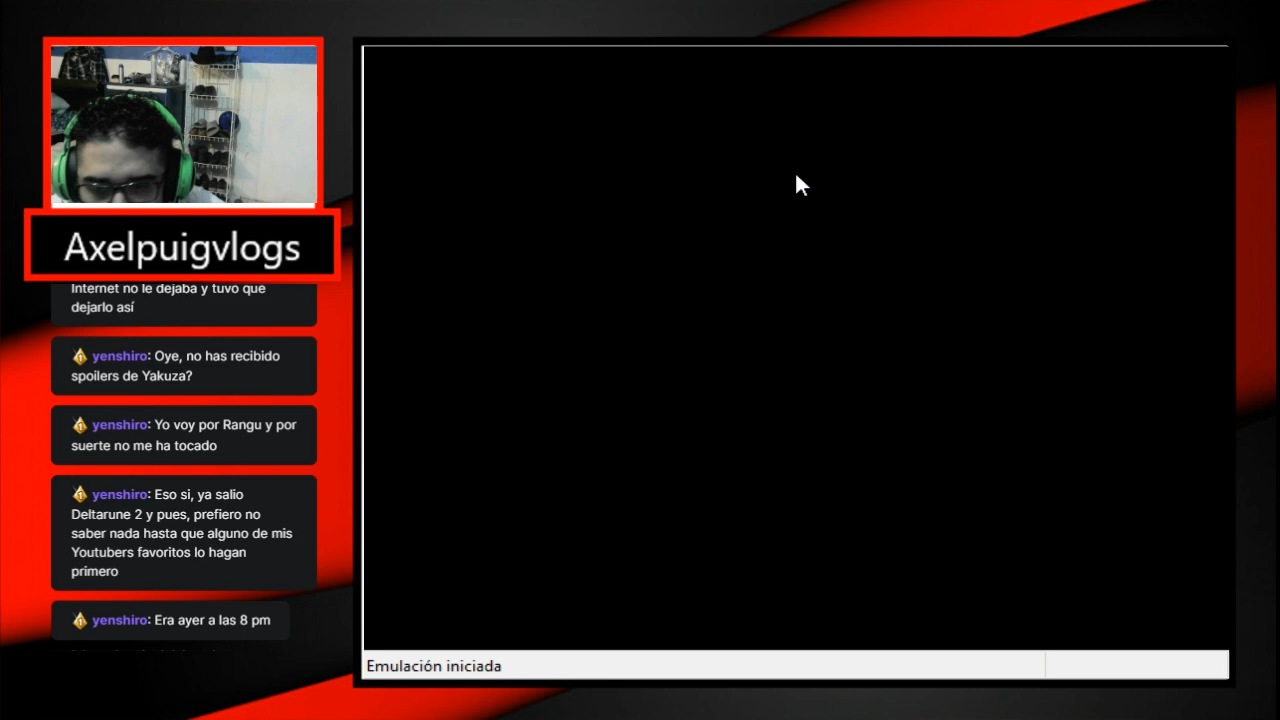 Axelpuigvlogs
Internet no le dejaba y tuvo que
dejarlo así
yenshiro: Oye, no has recibido
spoilers de Yakuza?
yenshiro: Yo voy por Rangu y por
suerte no me ha tocado
yenshiro: Eso si, ya salio
Deltarune 2 y pues, prefiero no
saber nada hasta que alguno de mis
Youtubers favoritos lo hagan
primero
yenshiro: Era ayer a las 8 pm
Emulación iniciada